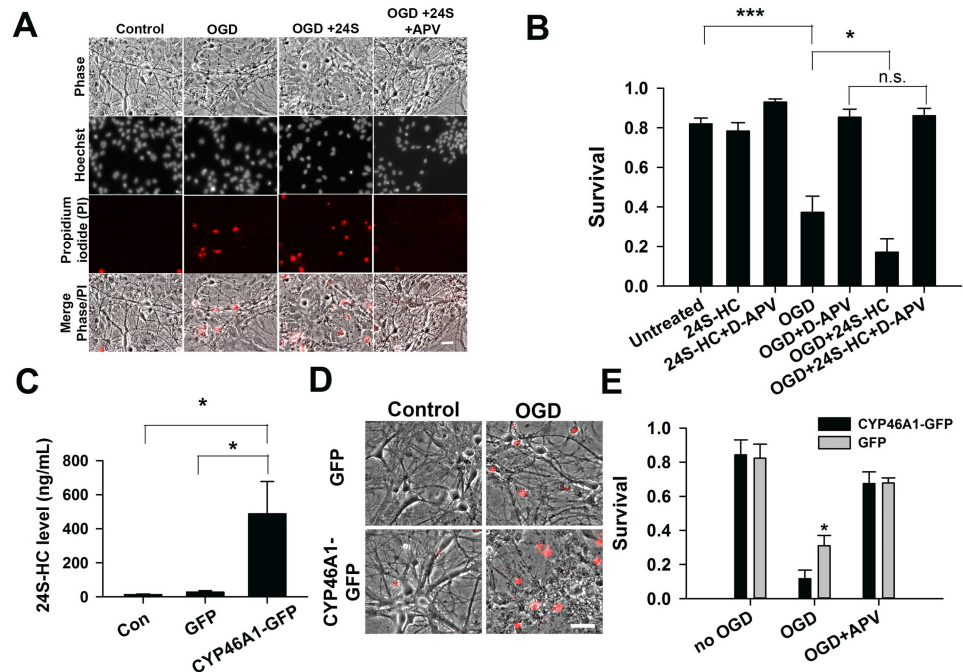 A
Control
OGD
OGD +24S
OGD +24S
+APV
Phase
Hoechst
Propidium
iodide (PI)
Merge
Phase/PI
B
***
*
n.s.
Survival
1.0
0.8
0.6
0.4
0.2
0.0
Untreated
24S-HC
24S-HC+D-APV
OGD
OGD+D-APV
OGD+24S-HC
OGD+24S-HC+D-APV
C
*
*
24S-HC level (ng/mL)
800
600
400
200
0
Con
GFP
CYP46A1-GFP
D
Control
OGD
GFP
CYP46A1-
GFP
E
CYP46A1-GFP
GFP
Survival
1.0
0.8
0.6
0.4
0.2
0.0
*
no OGD
OGD
OGD+APV